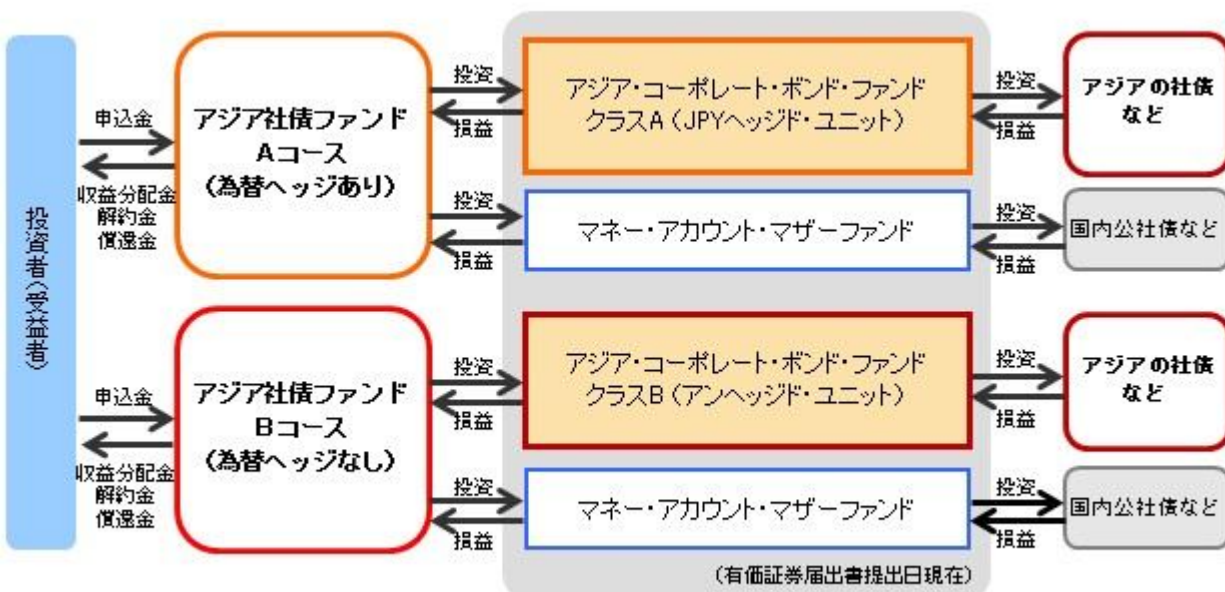 投資者(受益者)
申込金
収益分配金
解約金
償還金
アジア社債ファンド
Aコース
(為替ヘッジあり)
投資
損益
アジア・コーポレート・ボンド・ファンド
クラスA(JPYヘッジド・ユニット)
投資
損益
アジアの社債
など
投資
損益
マネー・アカウント・マザーファンド
投資
損益
国内公社債など
申込金
収益分配金
解約金
償還金
アジア社債ファンド
Bコース
(為替ヘッジなし)
投資
損益
アジア・コーポレート・ボンド・ファンド
クラスB(アンヘッジド・ユニット)
投資
損益
アジアの社債
など
投資
損益
マネー・アカウント・マザーファンド
投資
損益
国内公社債など
(有価証券届出書提出日現在)